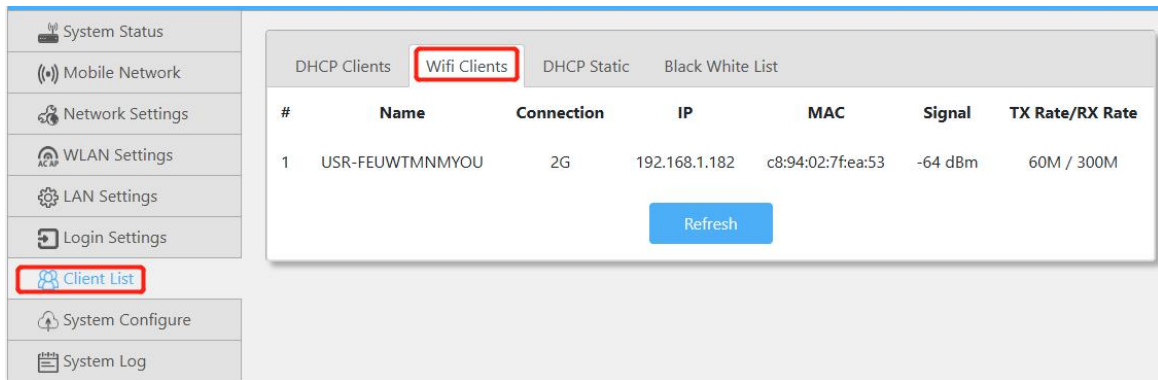 System Status
Mobile Network
Network Settings
AC AP WLAN Settings
LAN Settings
Login Settings
Client List
System Configure
System Log
DHCP Clients Wifi Clients DHCP Static Black White List
# Name Connection IP MAC Signal TX Rate/RX Rate
1 USR-FEUWTMNMYOU 2G 192.168.1.182 c8:94:02:7f:ea:53 -64 dBm 60M / 300M
Refresh